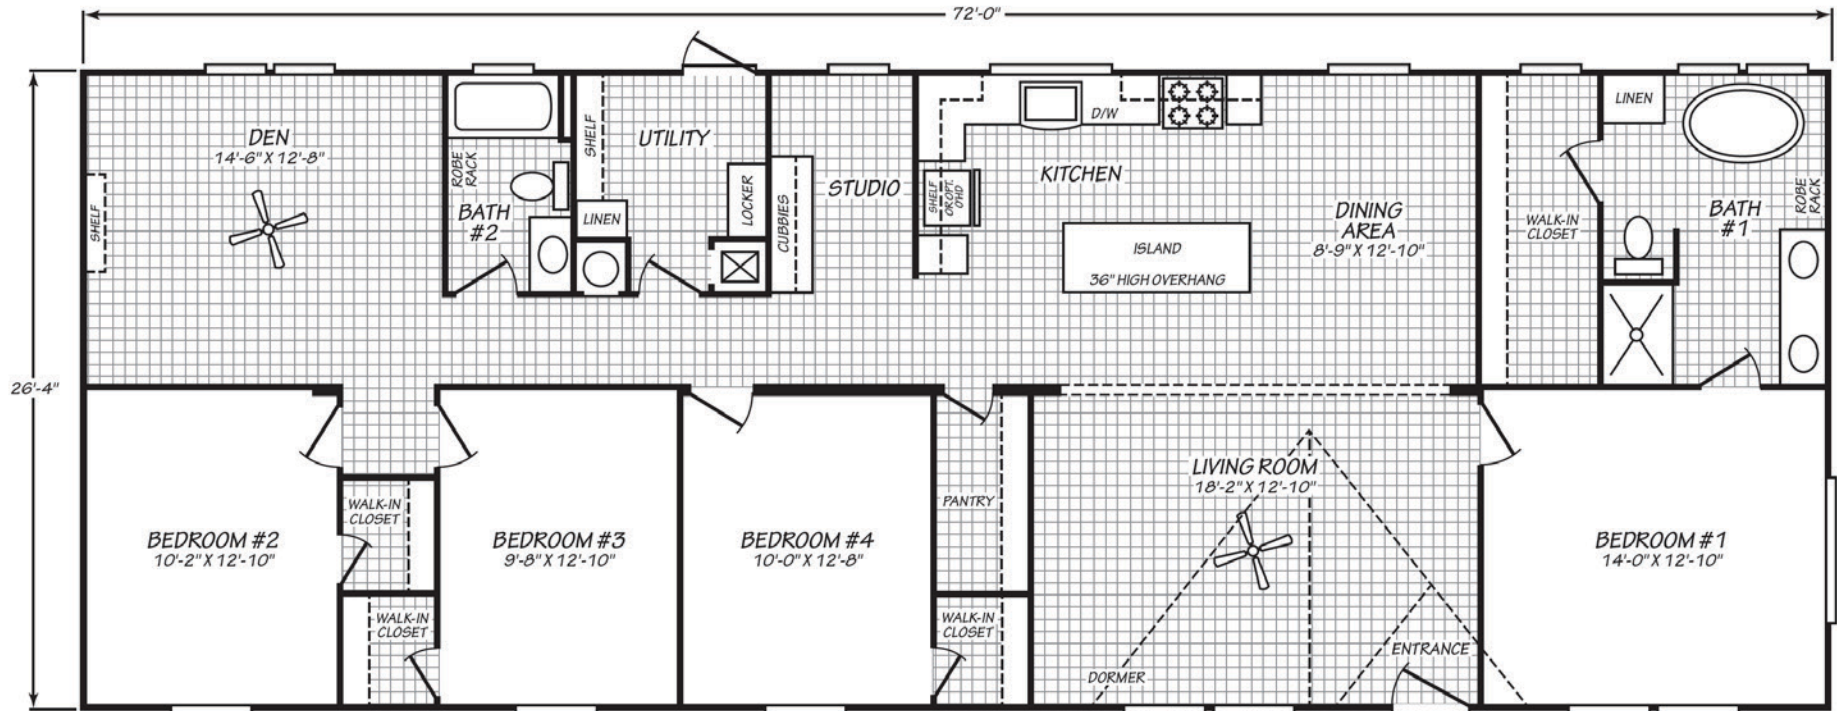 72'-0"
26'-4"
DEN
14'-6" X 12'-8"
SHELF
ROBE
RACK
BATH
#2
SHELF
UTILITY
LINEN
LOCKER
CUBBIES
STUDIO
D/W
KITCHEN
SHELF
OR OPT.
O'HD
ISLAND
36" HIGH OVERHANG
DINING
AREA
8'-9" X 12'-10"
WALK-IN
CLOSET
LINEN
BATH
#1
ROBE
RACK
BEDROOM #2
10'-2" X 12'-10"
WALK-IN
CLOSET
WALK-IN
CLOSET
BEDROOM #3
9'-8" X 12'-10"
BEDROOM #4
10'-0" X 12'-8"
PANTRY
WALK-IN
CLOSET
LIVING ROOM
18'-2" X 12'-10"
DORMER
ENTRANCE
BEDROOM #1
14'-0" X 12'-10"